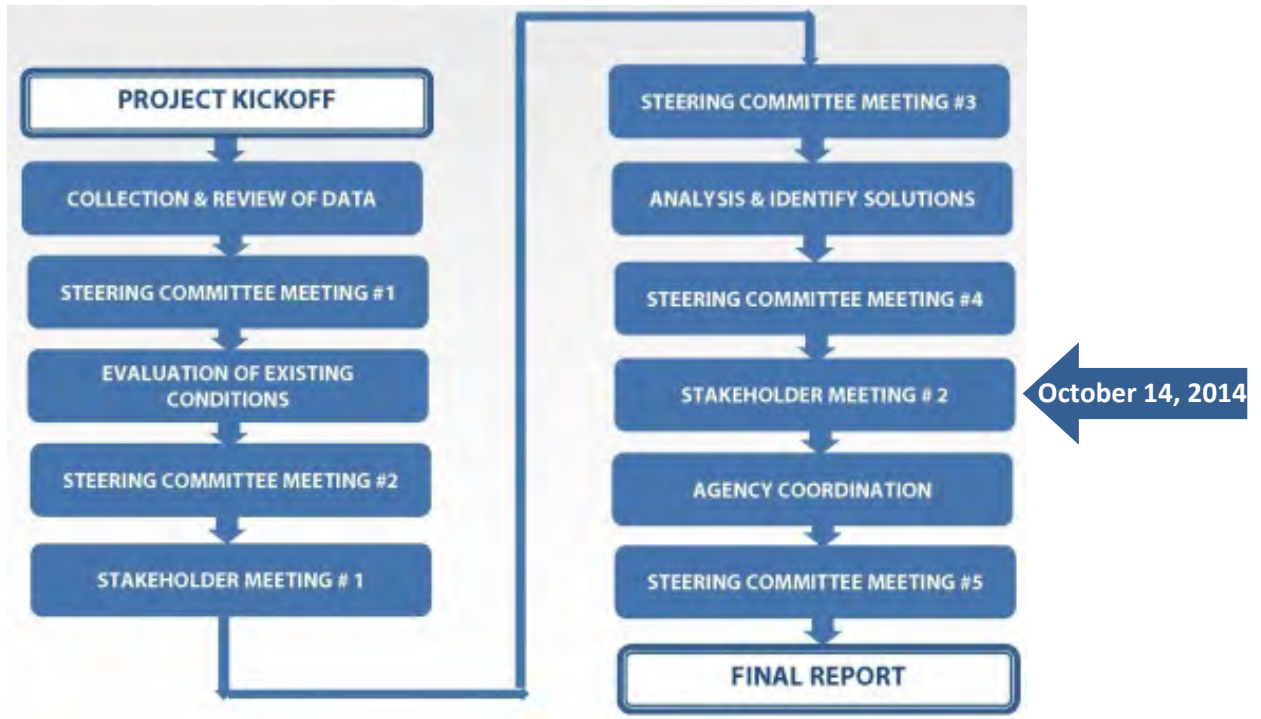 PROJECT KICKOFF
COLLECTION & REVIEW OF DATA
STEERING COMMITTEE MEETING #1
EVALUATION OF EXISTING
CONDITIONS
STEERING COMMITTEE MEETING #2
STAKEHOLDER MEETING # 1
STEERING COMMITTEE MEETING #3
ANALYSIS & IDENTIFY SOLUTIONS
STEERING COMMITTEE MEETING #4
STAKEHOLDER MEETING # 2
October 14, 2014
AGENCY COORDINATION
STEERING COMMITTEE MEETING #5
FINAL REPORT